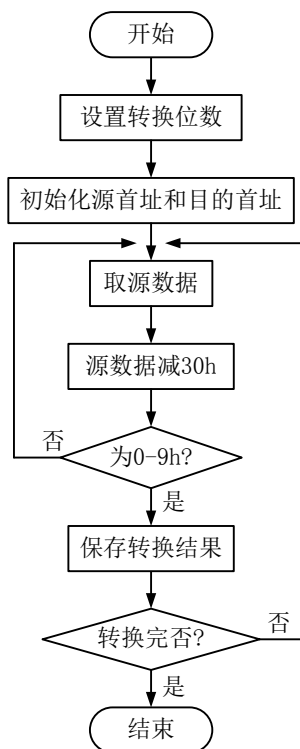 开始
设置转换位数
初始化源首址和目的首址
取源数据
源数据减30h
否
为0-9h?
是
保存转换结果
否
转换完否?
是
结束